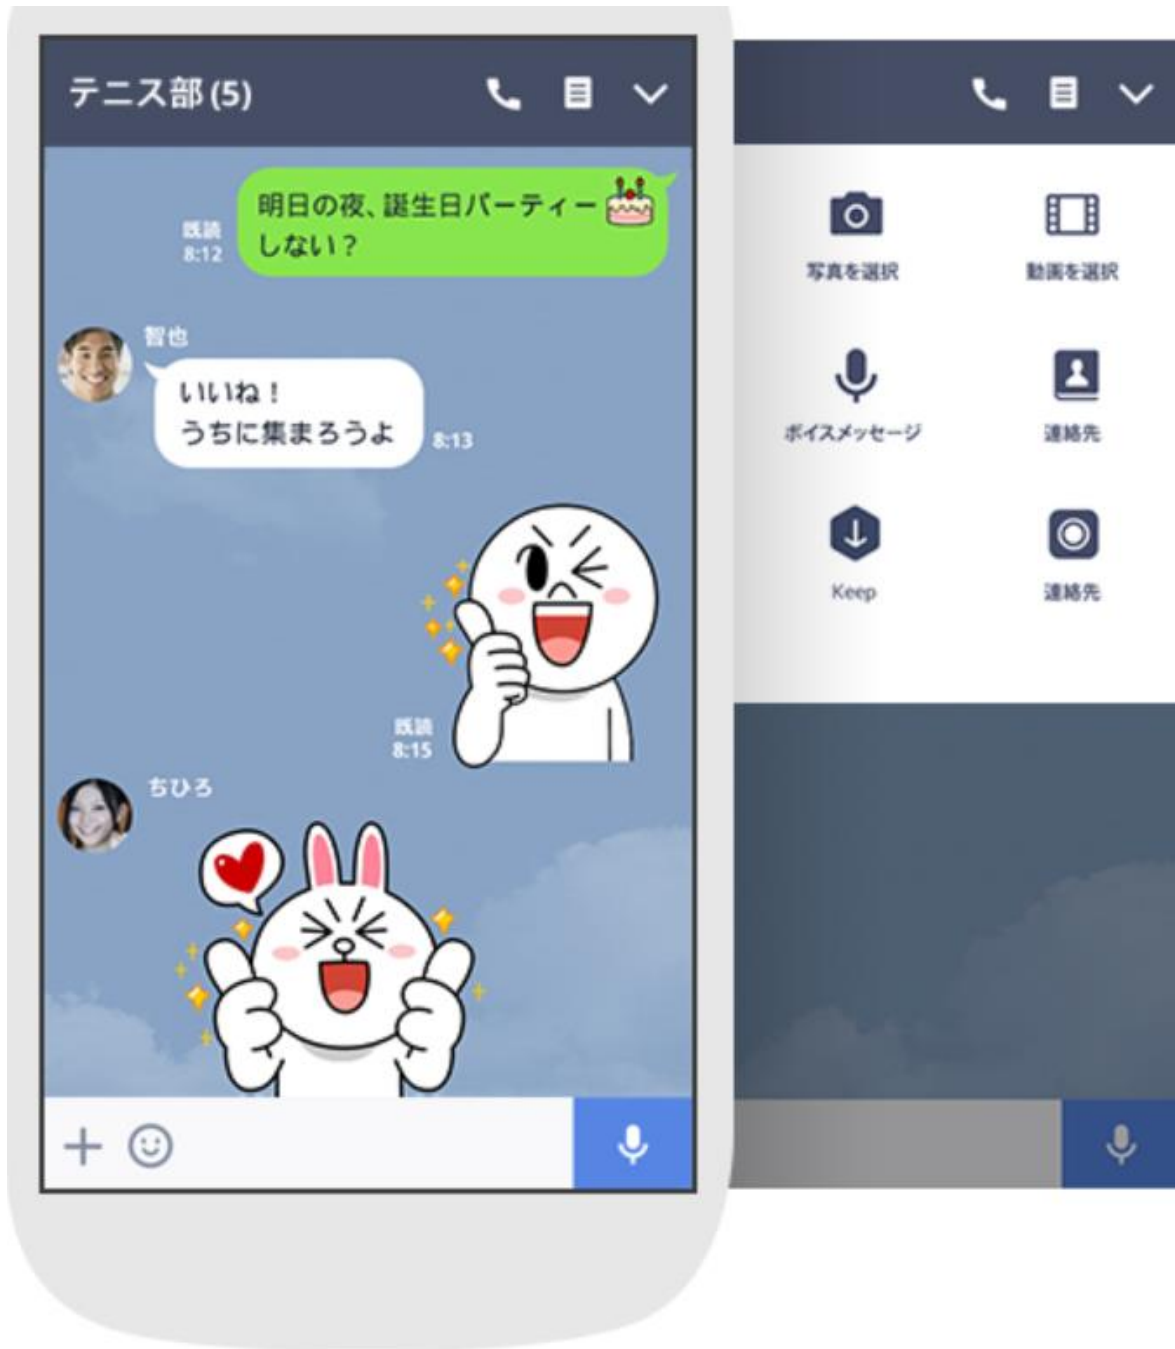 テニス部(5)
明日の夜、誕生日パーティー
しない？
既読
8:12
智也
いいね！
うちに集まろうよ
8:13
既読
8:15
ちひろ
写真を選択
動画を選択
ボイスメッセージ
連絡先
Keep
連絡先